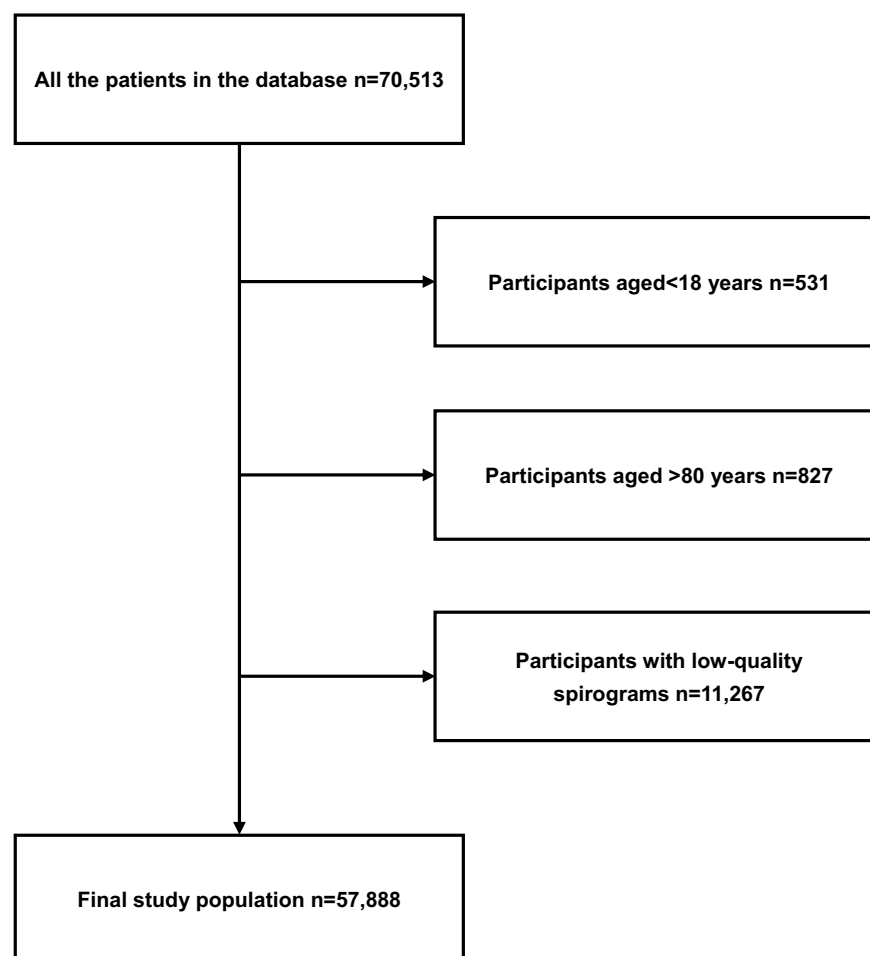 All the patients in the database n=70,513
Participants aged<18 years n=531
Participants aged >80 years n=827
Participants with low-quality
spirograms n=11,267
Final study population n=57,888